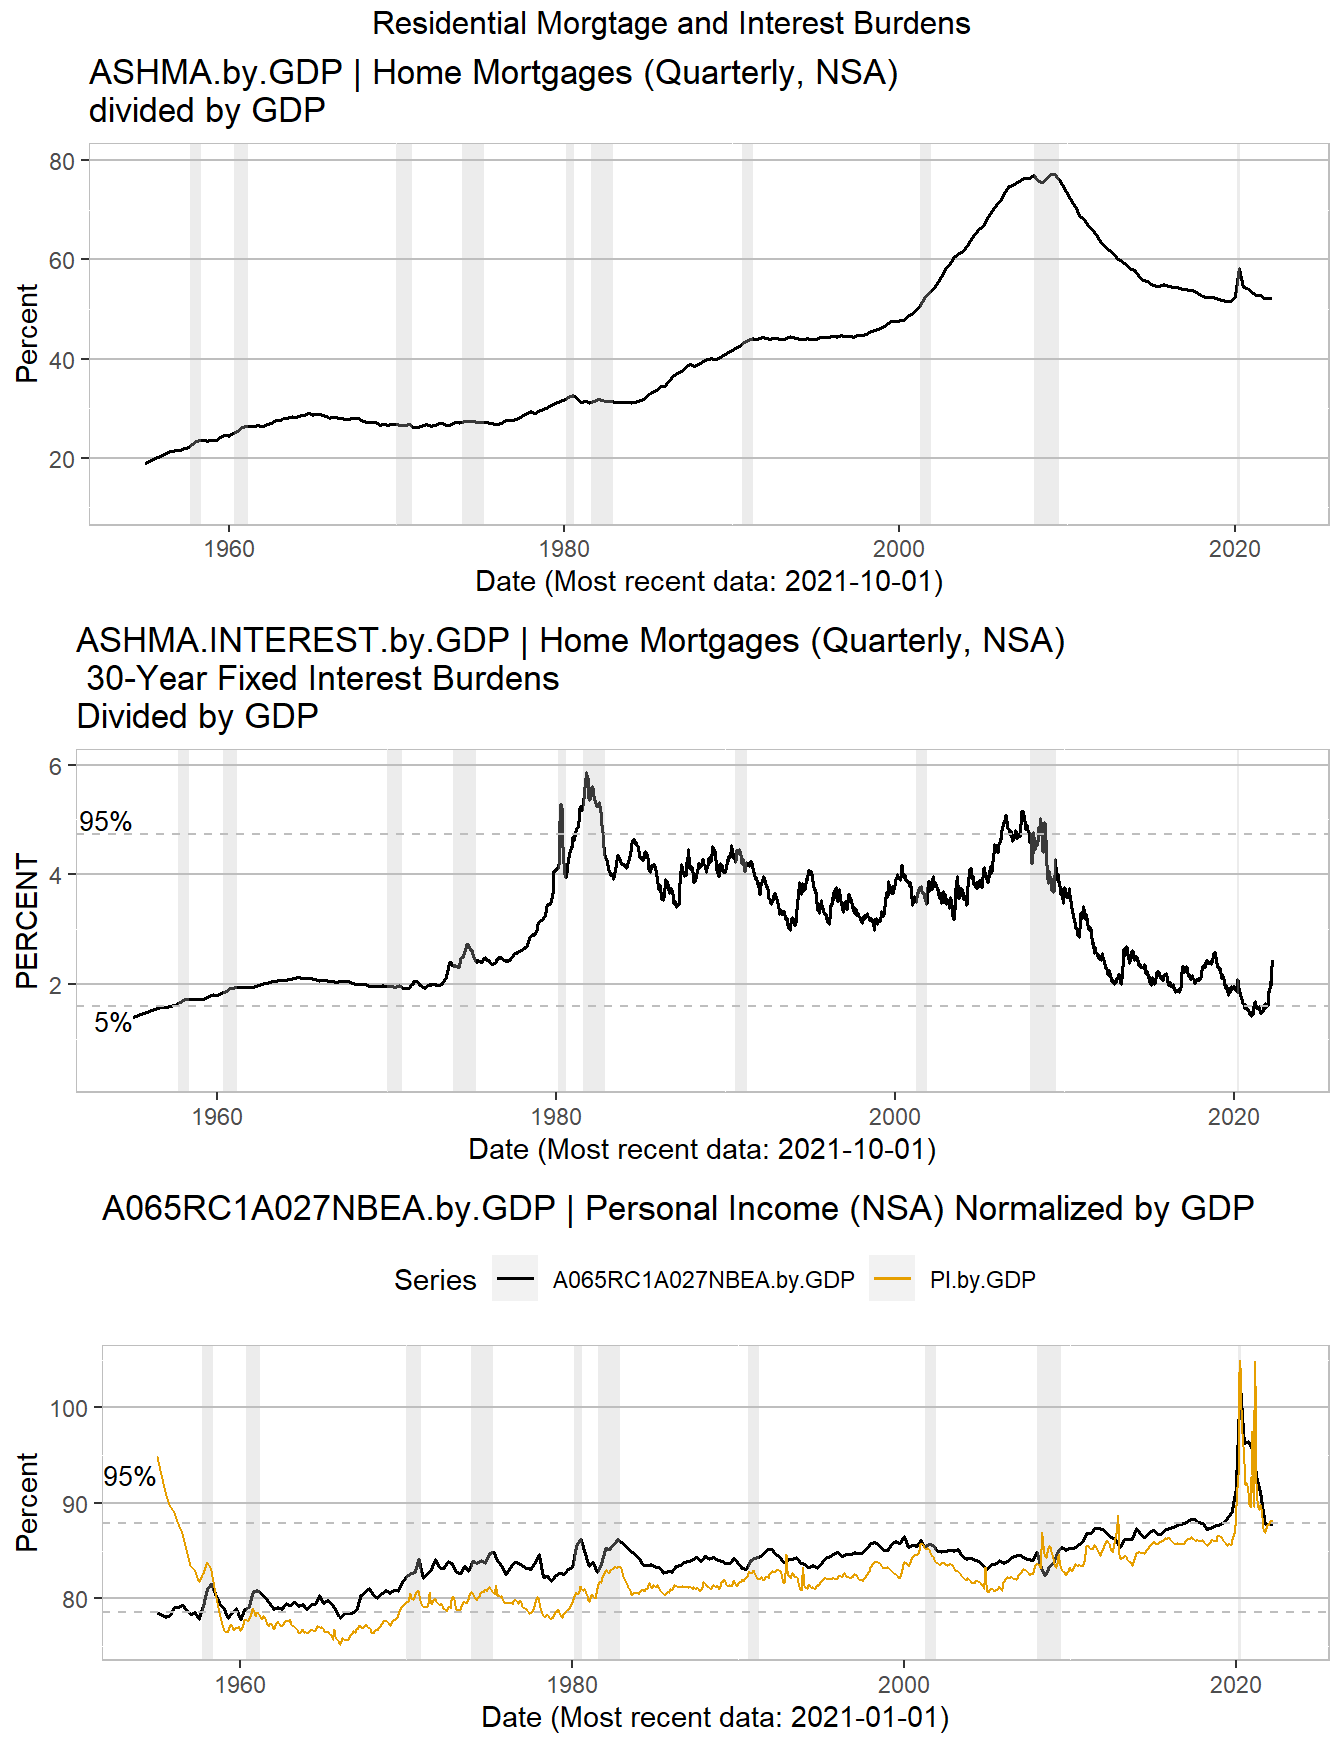 Residential Morgtage and Interest Burdens
ASHMA.by.GDP | Home Mortgages (Quarterly, NSA)
divided by GDP
80
60
40
20
Percent
1960 1980 2000 2020
Date (Most recent data: 2021-10-01)
ASHMA.INTEREST.by.GDP | Home Mortgages (Quarterly, NSA)
30-Year Fixed Interest Burdens
Divided by GDP
6
95%
4
2
5%
PERCENT
1960 1980 2000 2020
Date (Most recent data: 2021-10-01)
A065RC1A027NBEA.by.GDP | Personal Income (NSA) Normalized by GDP
Series A065RC1A027NBEA.by.GDP PI.by.GDP
100
95%
90
80
Percent
1960 1980 2000 2020
Date (Most recent data: 2021-01-01)